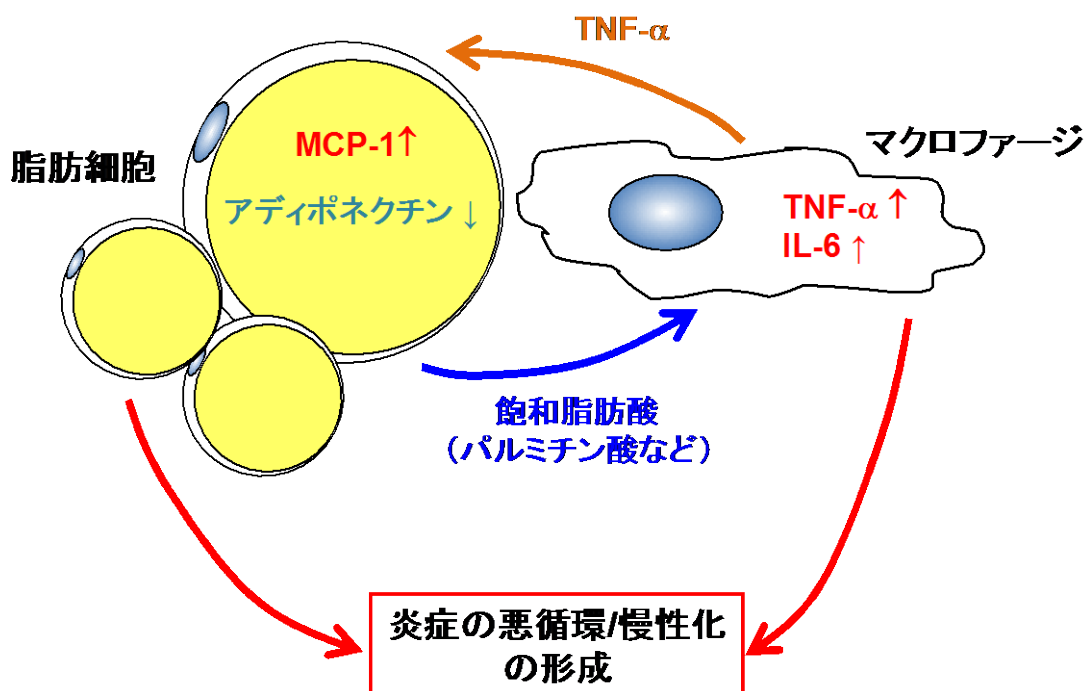 TNF-α
脂肪細胞
MCP-1↑
アディポネクチン↓
マクロファージ
TNF-α↑
IL-6↑
飽和脂肪酸
（パルミチン酸など）
炎症の悪循環/慢性化
の形成